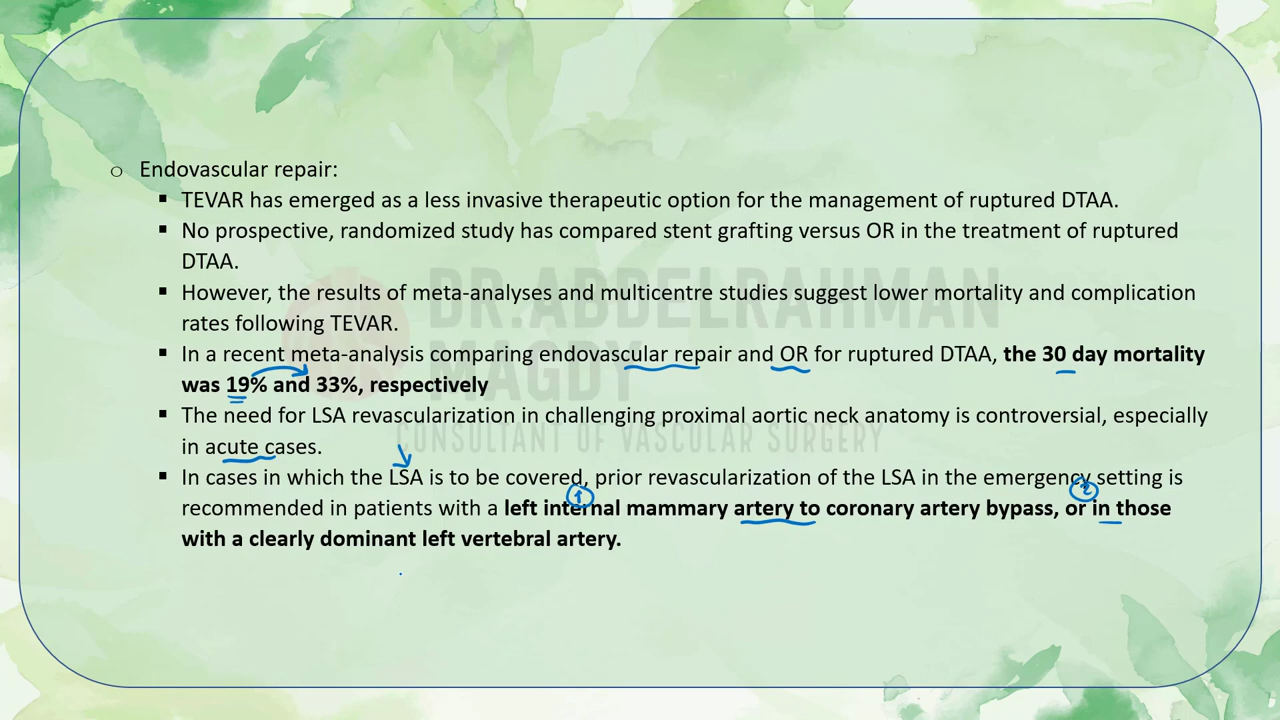 o Endovascular repair:
▪ TEVAR has emerged as a less invasive therapeutic option for the management of ruptured DTAA.
▪ No prospective, randomized study has compared stent grafting versus OR in the treatment of ruptured
DTAA.
▪ However, the results of meta-analyses and multicentre studies suggest lower mortality and complication
rates following TEVAR.
▪ In a recent meta-analysis comparing endovascular repair and OR for ruptured DTAA, the 30 day mortality
was 19% and 33%, respectively
▪ The need for LSA revascularization in challenging proximal aortic neck anatomy is controversial, especially
in acute cases.
▪ In cases in which the LSA is to be covered, prior revascularization of the LSA in the emergency setting is
1 2
recommended in patients with a left internal mammary artery to coronary artery bypass, or in those
with a clearly dominant left vertebral artery.
DR.ABDELRAHMAN
MAGDY
CONSULTANT OF VASCULAR SURGERY